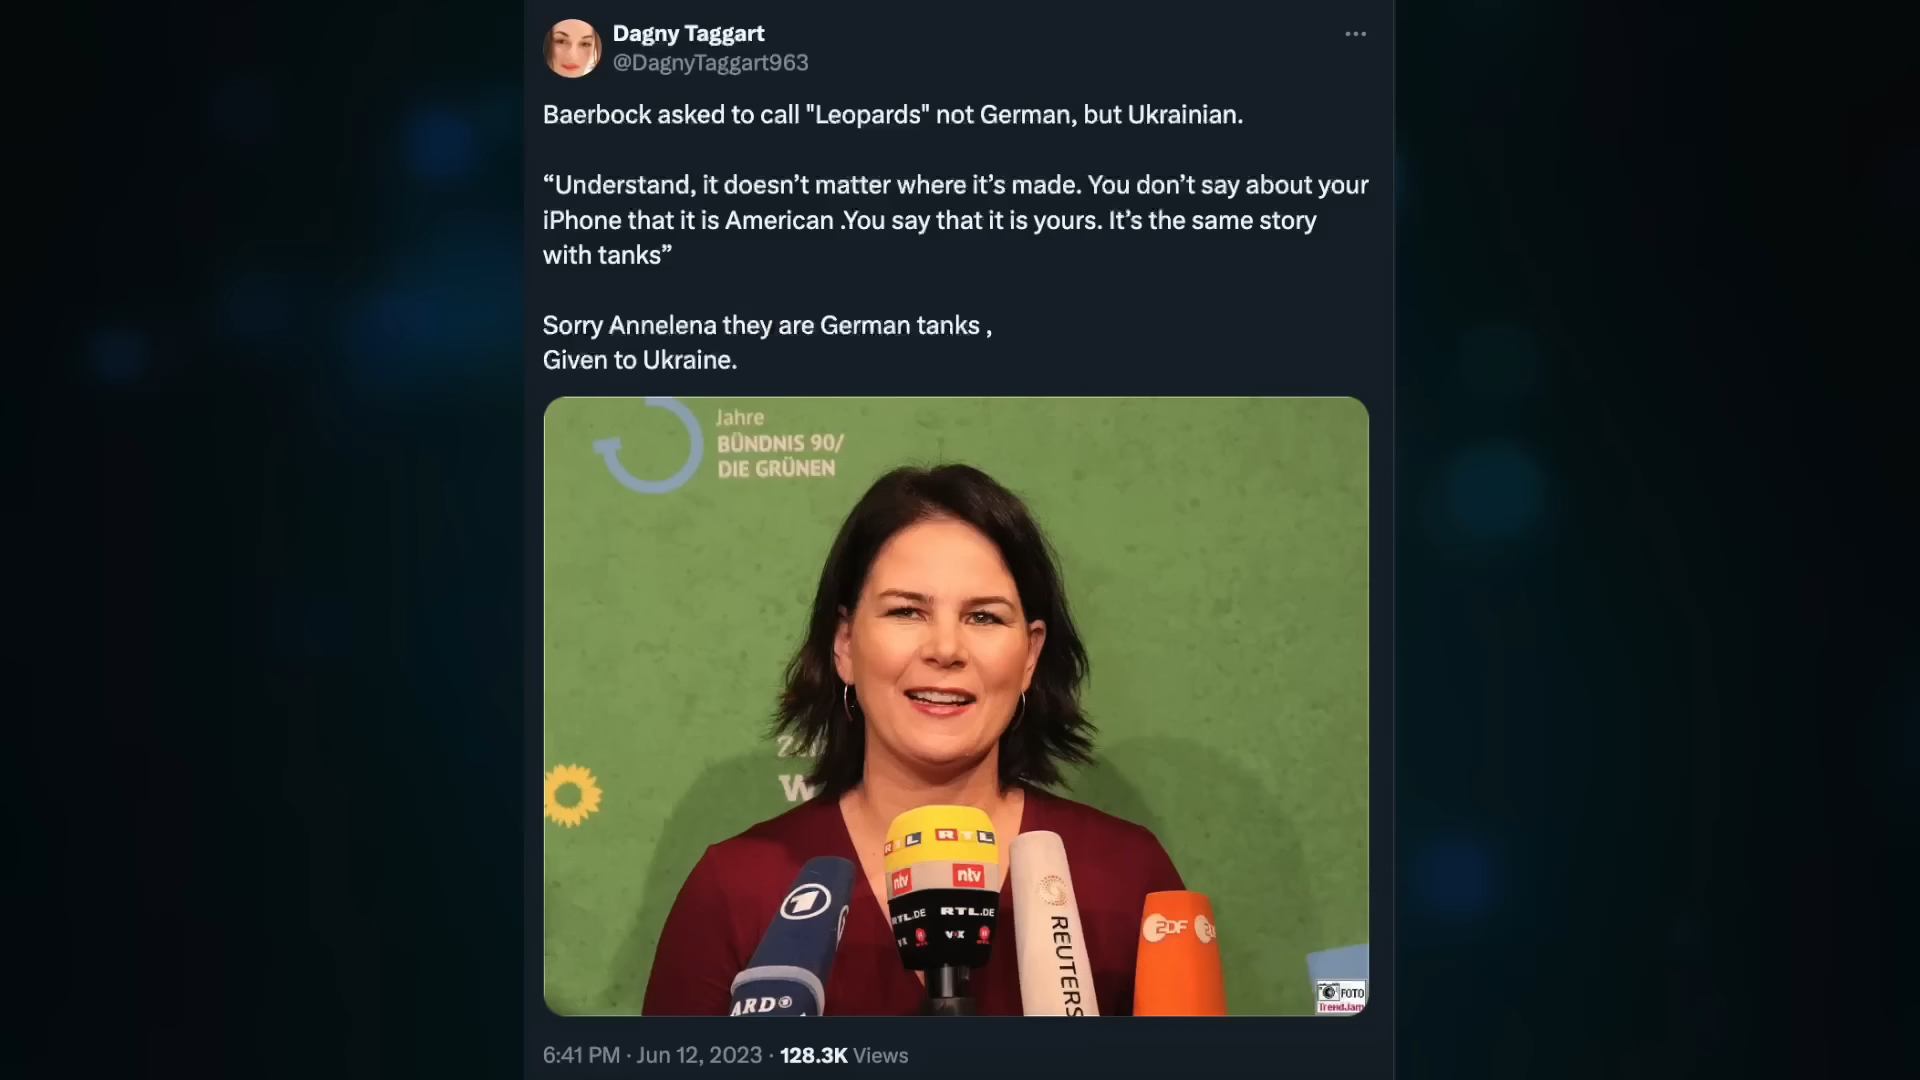 Dagny Taggart
@DagnyTaggart963
Baerbock asked to call "Leopards" not German, but Ukrainian.
“Understand, it doesn’t matter where it’s made. You don’t say about your
iPhone that it is American .You say that it is yours. It’s the same story
with tanks”
Sorry Annelena they are German tanks ,
Given to Ukraine.
Jahre
BÜNDNIS 90/
DIE GRÜNEN
W
RTL RTL
ntv ntv
RTL.DE RTL.DE
VOX
REUTERS
ZDF
ARD
FOTO
TrendJam
6:41 PM · Jun 12, 2023 · 128.3K Views